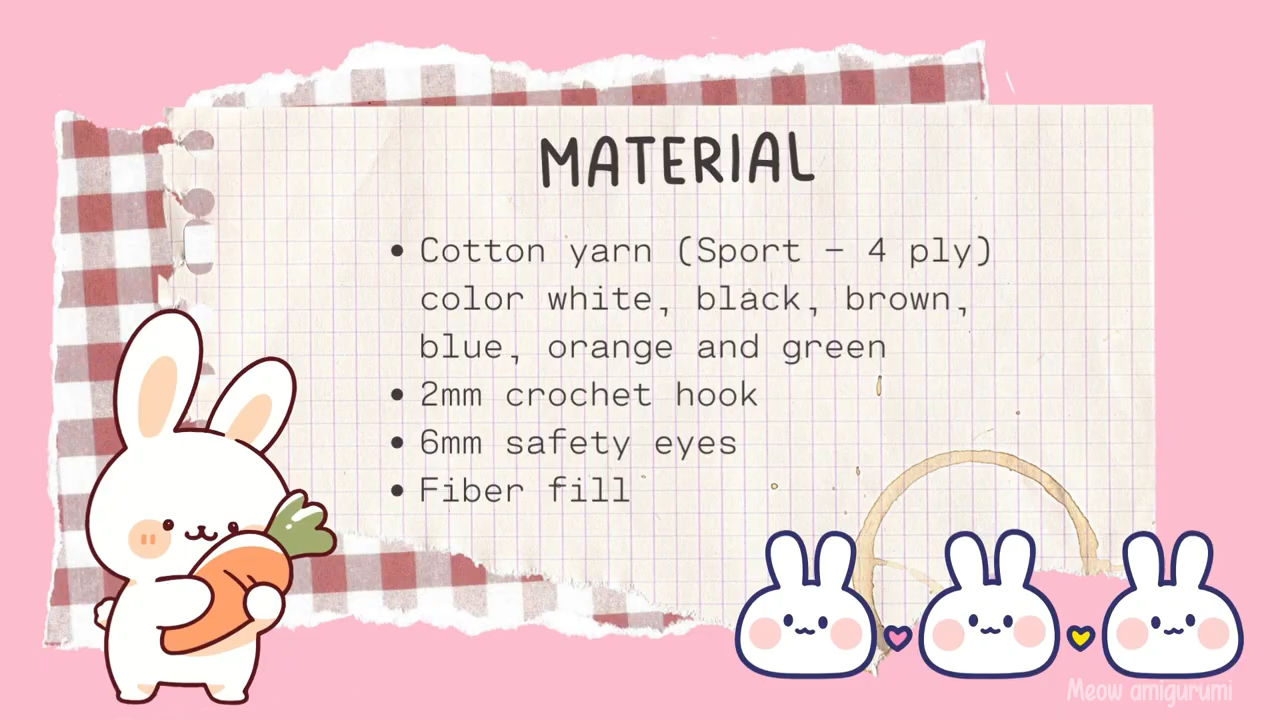 MATERIAL
• Cotton yarn (Sport – 4 ply)
color white, black, brown,
blue, orange and green
• 2mm crochet hook
• 6mm safety eyes
• Fiber fill
Meow amigurumi